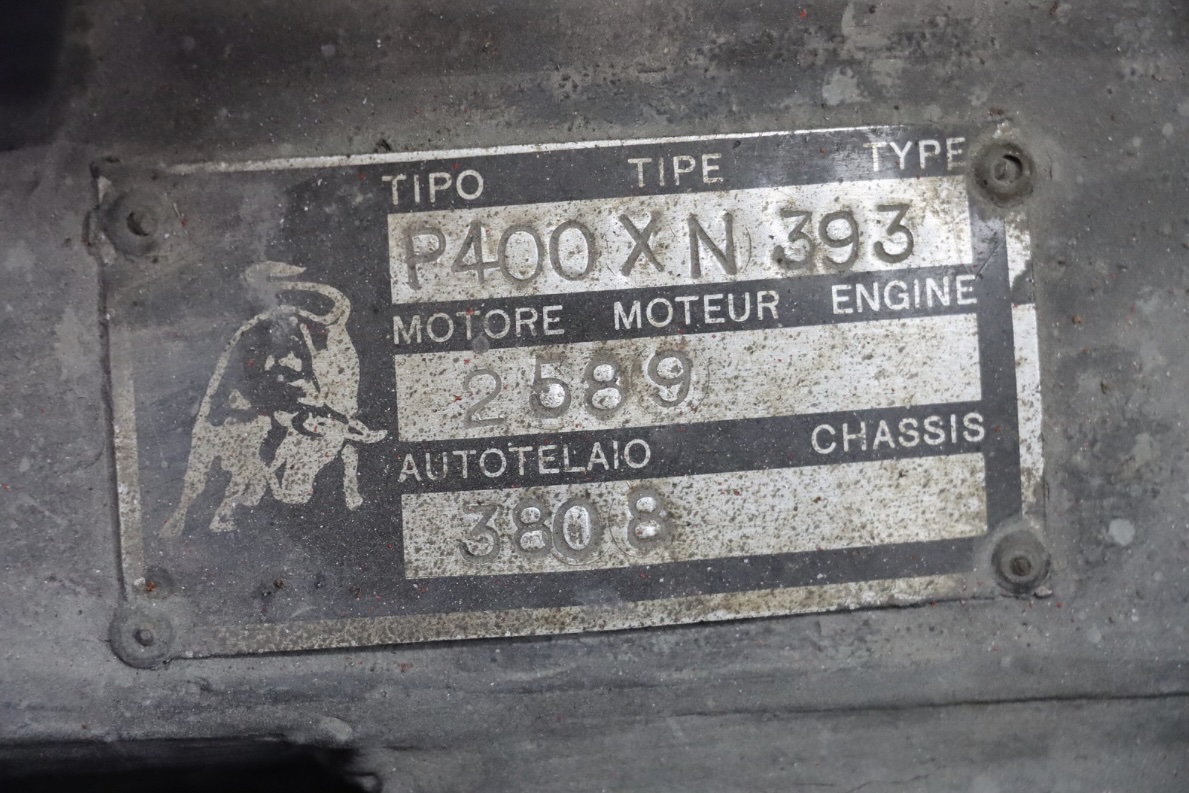 TIPO TIPE TYPE
P400 X N 393
MOTORE MOTEUR ENGINE
2589
AUTOTELAIO CHASSIS
3808